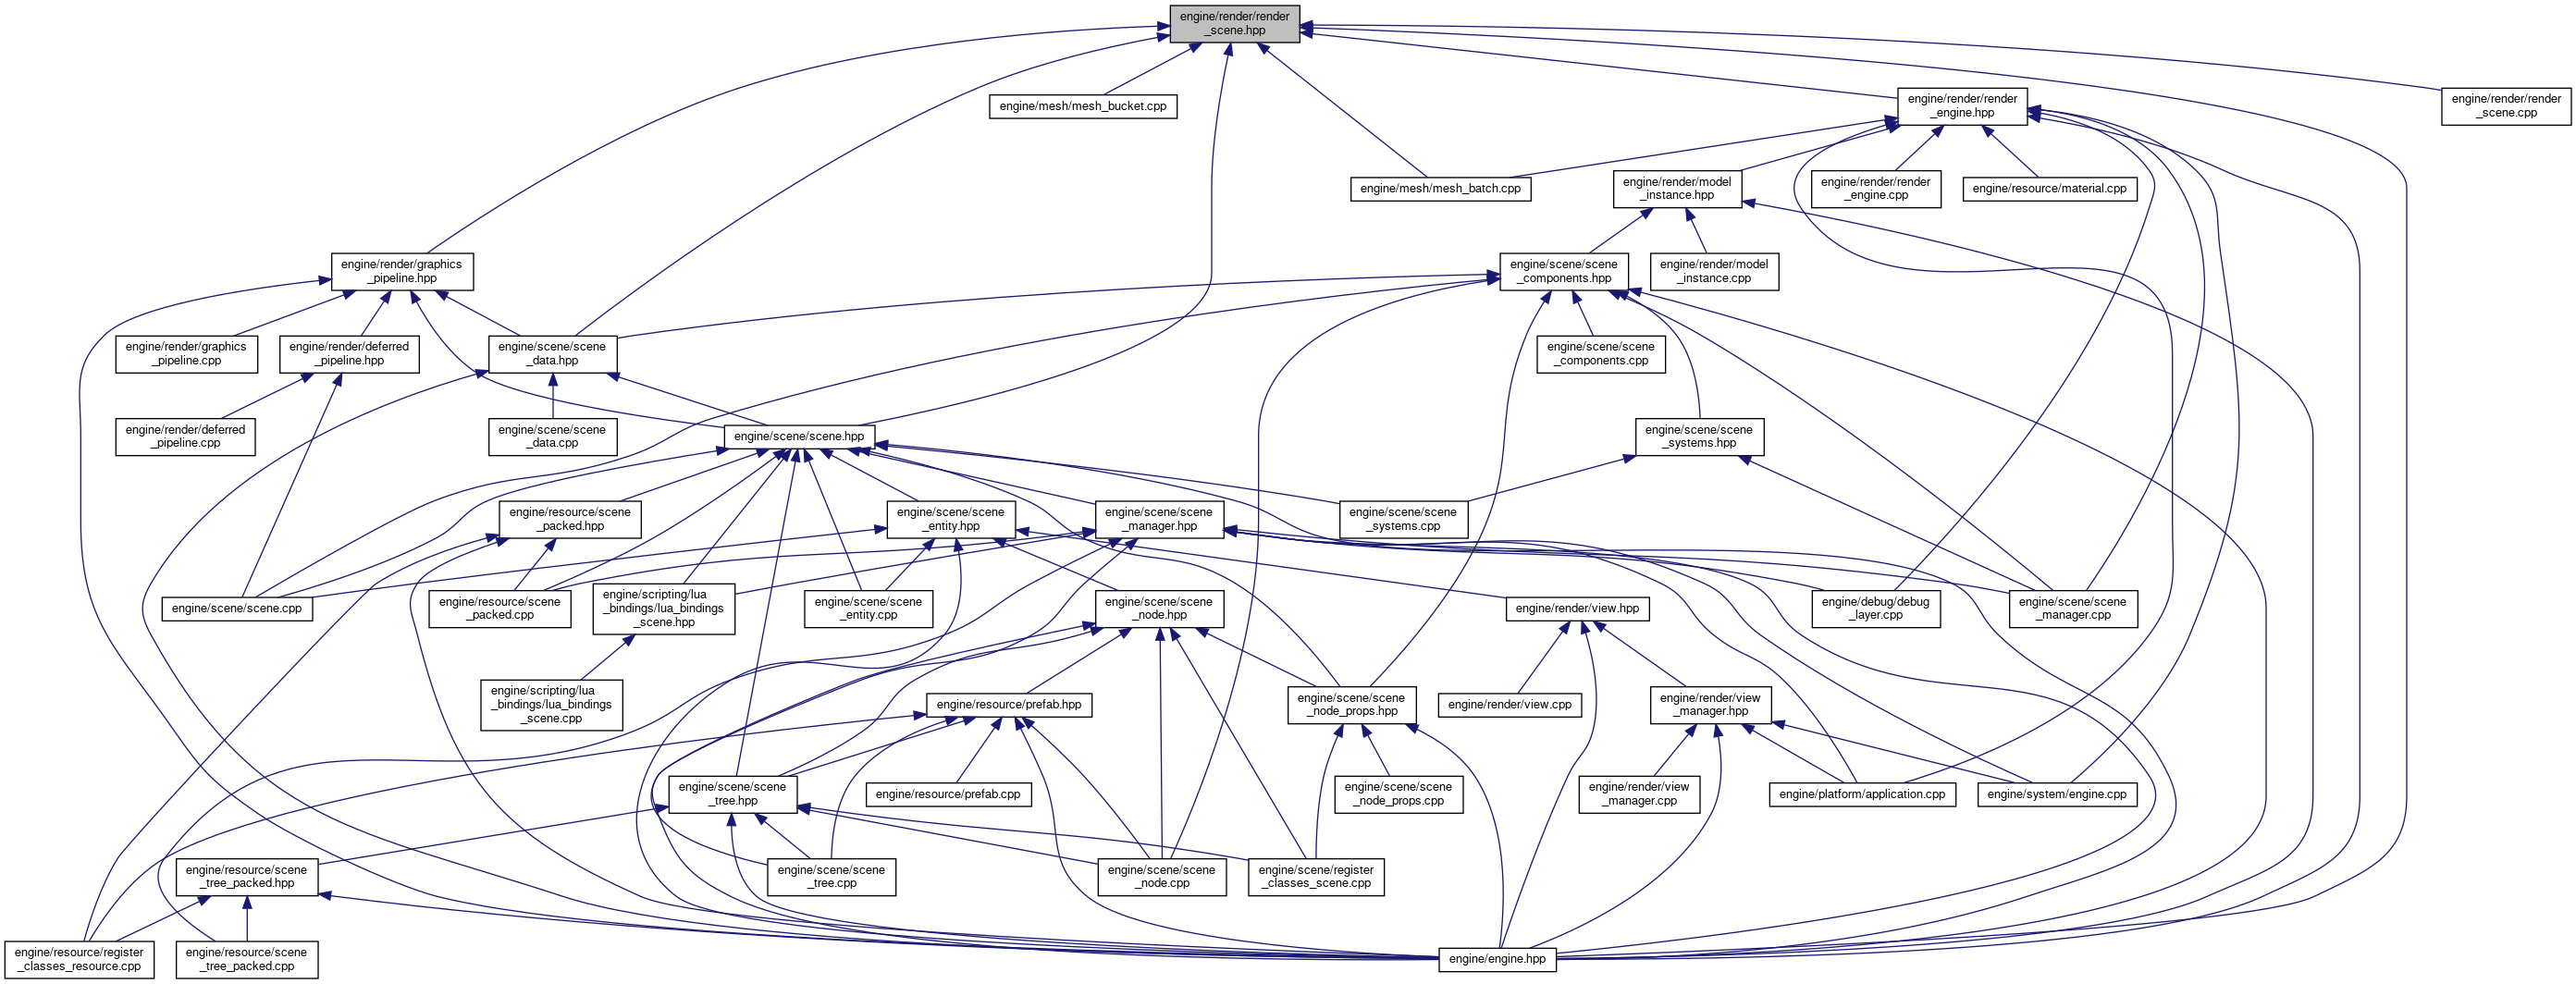 engine/render/render
_scene.hpp
engine/mesh/mesh_bucket.cpp
engine/render/render
_engine.hpp
engine/render/render
_scene.cpp
engine/mesh/mesh_batch.cpp
engine/render/model
_instance.hpp
engine/render/render
_engine.cpp
engine/resource/material.cpp
engine/render/graphics
_pipeline.hpp
engine/scene/scene
_components.hpp
engine/render/model
_instance.cpp
engine/render/graphics
_pipeline.cpp
engine/render/deferred
_pipeline.hpp
engine/scene/scene
_data.hpp
engine/scene/scene
_components.cpp
engine/render/deferred
_pipeline.cpp
engine/scene/scene
_data.cpp
engine/scene/scene.hpp
engine/scene/scene
_systems.hpp
engine/resource/scene
_packed.hpp
engine/scene/scene
_entity.hpp
engine/scene/scene
_manager.hpp
engine/scene/scene
_systems.cpp
engine/scene/scene.cpp
engine/resource/scene
_packed.cpp
engine/scripting/lua
_bindings/lua_bindings
_scene.hpp
engine/scene/scene
_entity.cpp
engine/scene/scene
_node.hpp
engine/render/view.hpp
engine/debug/debug
_layer.cpp
engine/scene/scene
_manager.cpp
engine/scripting/lua
_bindings/lua_bindings
_scene.cpp
engine/resource/prefab.hpp
engine/scene/scene
_node_props.hpp
engine/render/view.cpp
engine/render/view
_manager.hpp
engine/scene/scene
_tree.hpp
engine/resource/prefab.cpp
engine/scene/scene
_node_props.cpp
engine/render/view
_manager.cpp
engine/platform/application.cpp
engine/system/engine.cpp
engine/resource/scene
_tree_packed.hpp
engine/scene/scene
_tree.cpp
engine/scene/scene
_node.cpp
engine/scene/register
_classes_scene.cpp
engine/resource/register
_classes_resource.cpp
engine/resource/scene
_tree_packed.cpp
engine/engine.hpp